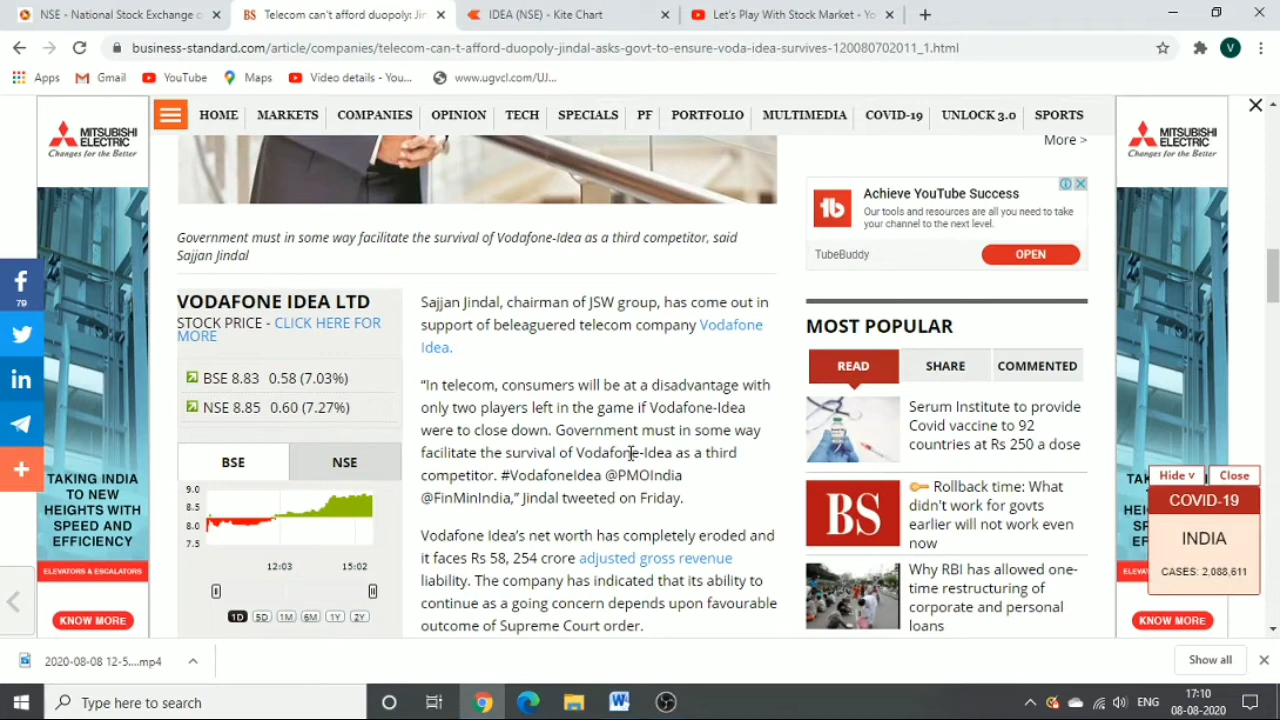 NSE - National Stock Exchange o
BS Telecom can't afford duopoly: Jin
IDEA (NSE) - Kite Chart
Let's Play With Stock Market - Yo
business-standard.com/article/companies/telecom-can-t-afford-duopoly-jindal-asks-govt-to-ensure-voda-idea-survives-120080702011_1.html
V
Apps
Gmail
YouTube
Maps
Video details - You...
www.ugvcl.com/UJ...
MITSUBISHI
ELECTRIC
Changes for the Better
HOME
MARKETS
COMPANIES
OPINION
TECH
SPECIALS
PF
PORTFOLIO
MULTIMEDIA
COVID-19
UNLOCK 3.0
SPORTS
MITSUBISHI
ELECTRIC
Changes for the Better
More >
Government must in some way facilitate the survival of Vodafone-Idea as a third competitor, said
Sajjan Jindal
79
VODAFONE IDEA LTD
STOCK PRICE - CLICK HERE FOR
MORE
BSE 8.83 0.58 (7.03%)
NSE 8.85 0.60 (7.27%)
BSE
NSE
9.0
8.5
8.0
7.5
12:03
15:02
1D
5D
1M
6M
1Y
2Y
Sajjan Jindal, chairman of JSW group, has come out in
support of beleaguered telecom company Vodafone
Idea.
“In telecom, consumers will be at a disadvantage with
only two players left in the game if Vodafone-Idea
were to close down. Government must in some way
facilitate the survival of Vodafone-Idea as a third
competitor. #VodafoneIdea @PMOIndia
@FinMinIndia,” Jindal tweeted on Friday.
Vodafone Idea’s net worth has completely eroded and
it faces Rs 58, 254 crore adjusted gross revenue
liability. The company has indicated that its ability to
continue as a going concern depends upon favourable
outcome of Supreme Court order.
Achieve YouTube Success
Our tools and resources are all you need to take
your channel to the next level.
TubeBuddy
OPEN
MOST POPULAR
READ
SHARE
COMMENTED
Serum Institute to provide
Covid vaccine to 92
countries at Rs 250 a dose
BS
Rollback time: What
didn't work for govts
earlier will not work even
now
Why RBI has allowed one-
time restructuring of
corporate and personal
loans
TAKING INDIA
TO NEW
HEIGHTS WITH
SPEED AND
EFFICIENCY
ELEVATORS & ESCALATORS
KNOW MORE
Hide v
Close
COVID-19
INDIA
CASES: 2,088,611
KNOW MORE
2020-08-08 12-5....mp4
Show all
Type here to search
ENG
17:10
08-08-2020